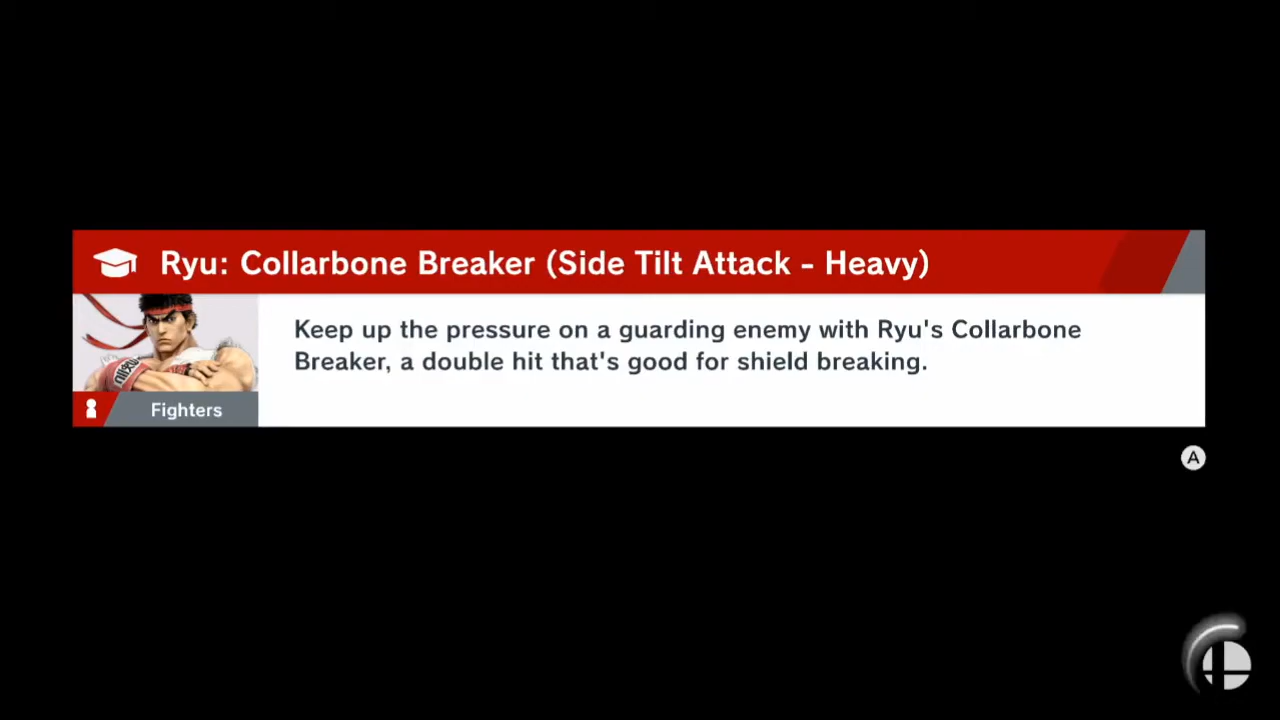 Ryu: Collarbone Breaker (Side Tilt Attack - Heavy)
Keep up the pressure on a guarding enemy with Ryu's Collarbone
Breaker, a double hit that's good for shield breaking.
Fighters
A